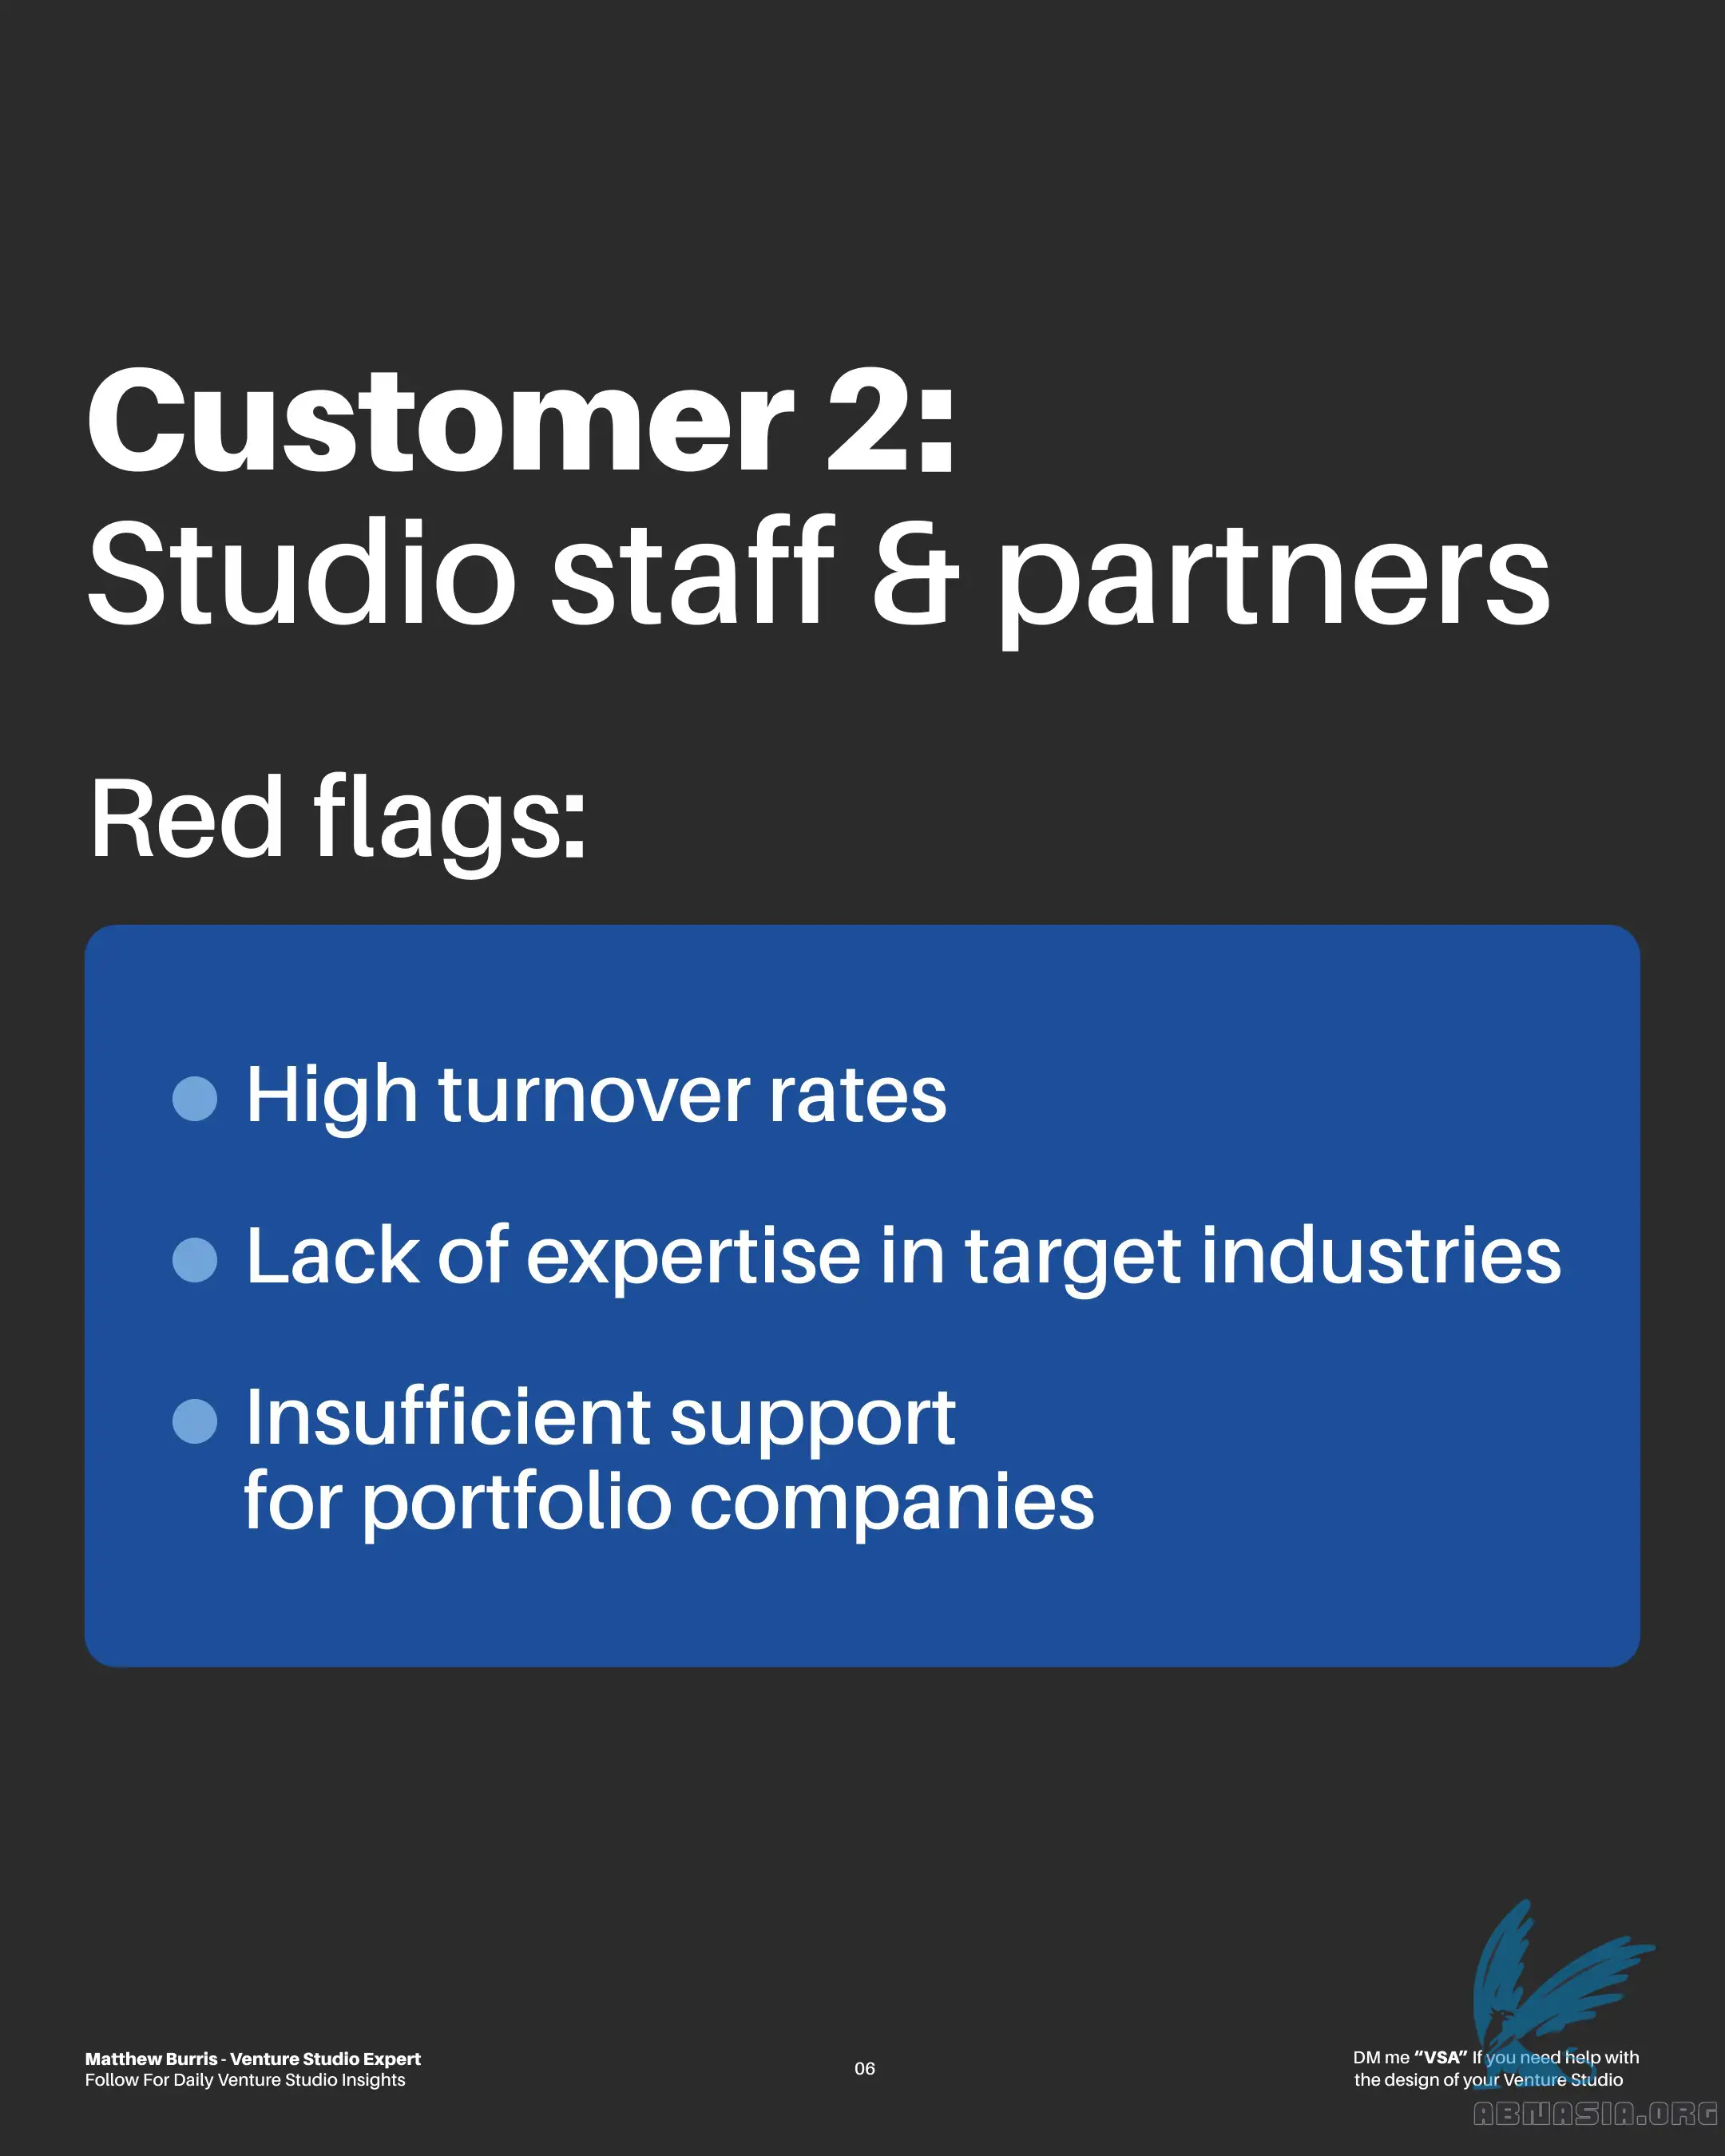 Customer 2:
Studio staff & partners
Red flags:
High turnover rates
Lack of expertise in target industries
Insufficient support
for portfolio companies
Matthew Burris - Venture Studio Expert
Follow For Daily Venture Studio Insights
06
DM me “VSA” If you need help with
the design of your Venture Studio
ABNASIA.ORG